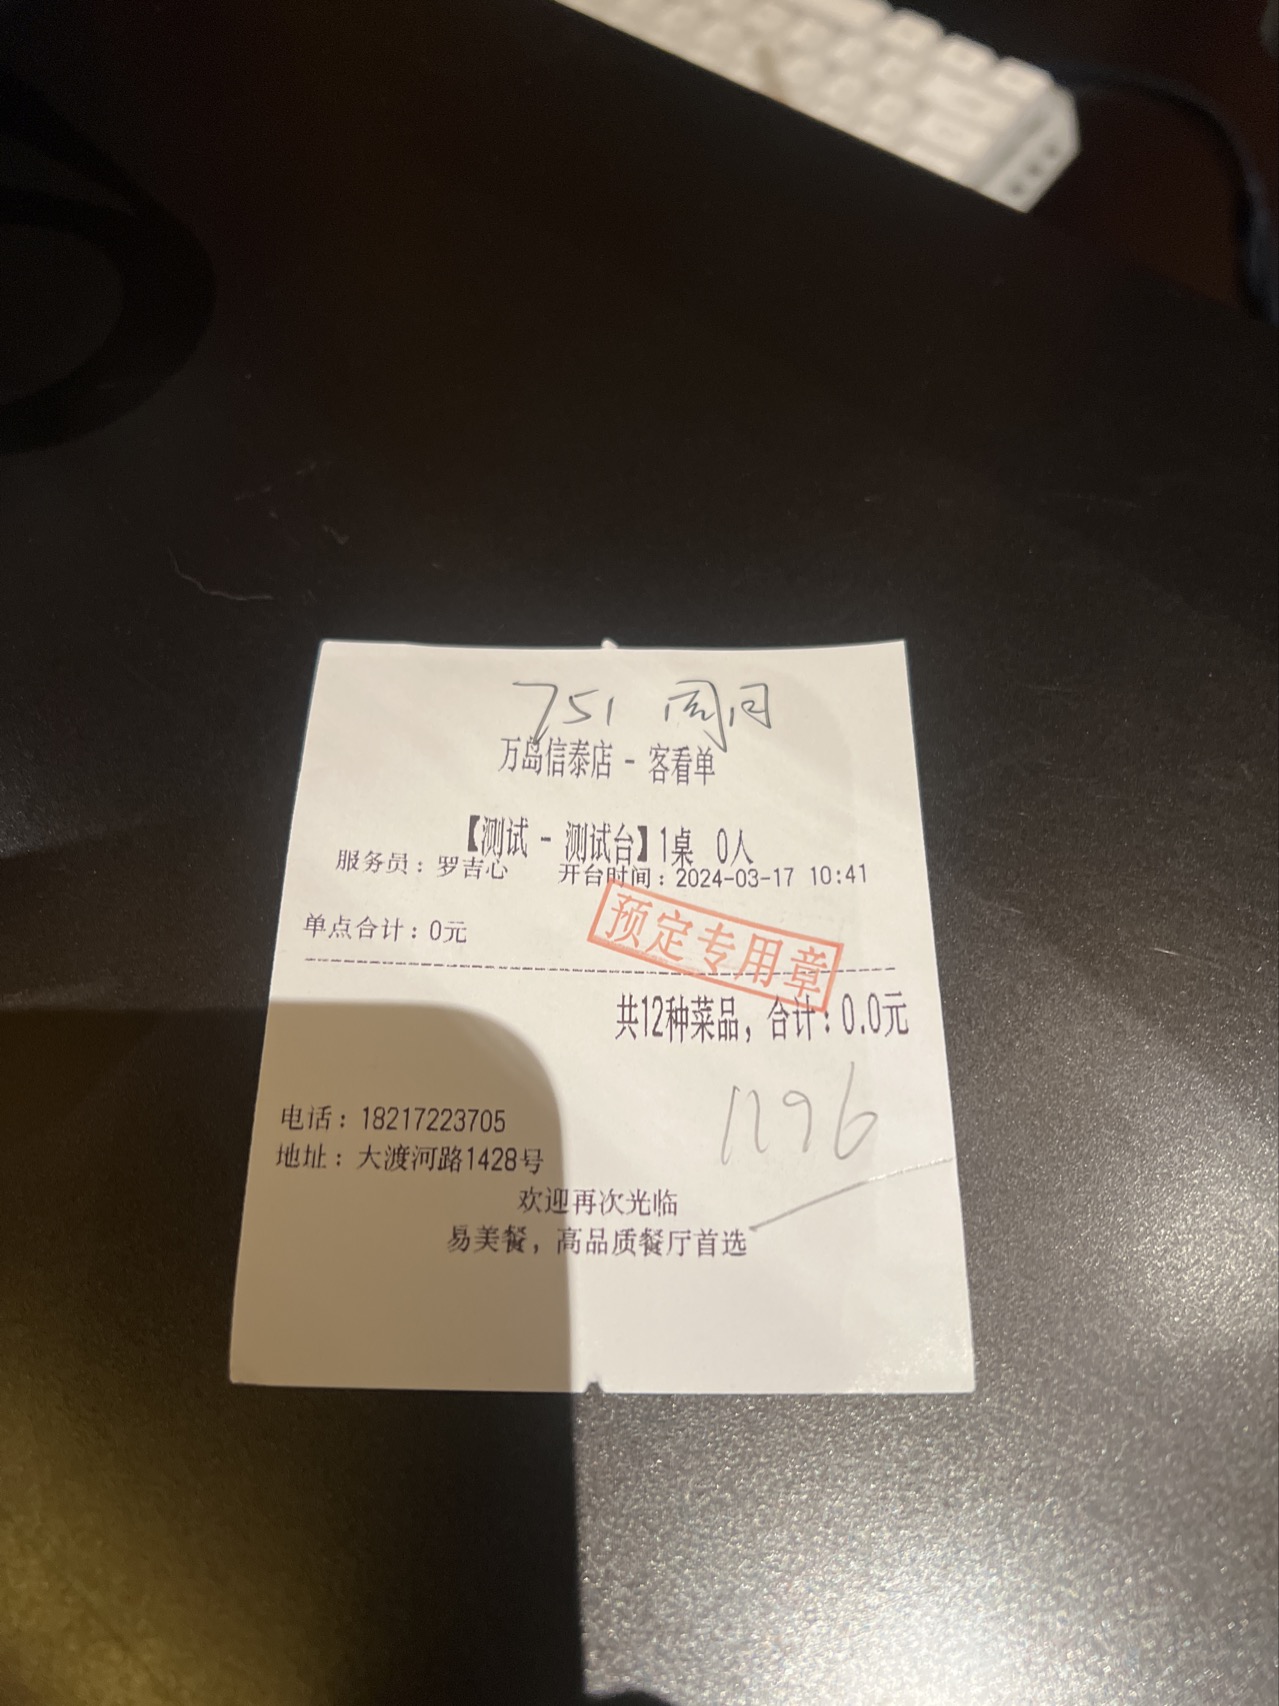 751 周同
万岛信泰店 - 客看单
【测试 - 测试台】1桌 0人
服务员：罗吉心 开台时间：2024-03-17 10:41
预定专用章
单点合计：0元
共12种菜品，合计：0.0元
1296
电话：18217223705
地址：大渡河路1428号
欢迎再次光临
易美餐，高品质餐厅首选